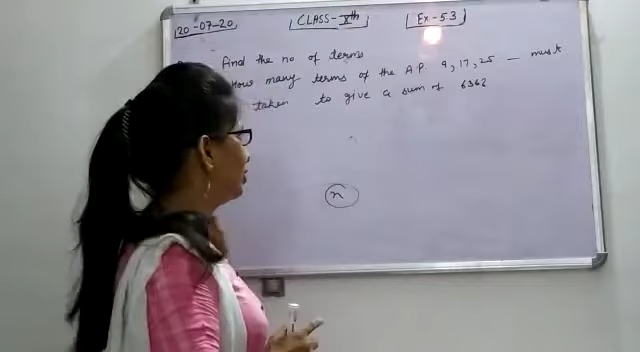 20-07-20 CLASS-Xth Ex-5.3
Find the no of terms
How many terms of the A.P. 9, 17, 25 — must
taken to give a sum of 6362
n